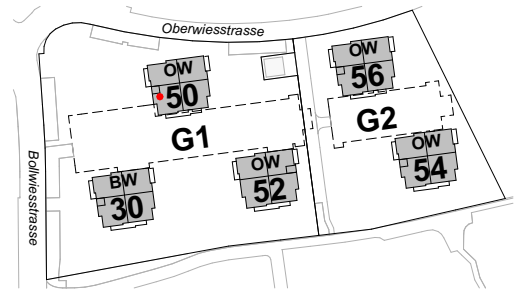 Oberwiesstrasse
OW
50
OW
56
G1
G2
Bollwiesstrasse
BW
30
OW
52
OW
54